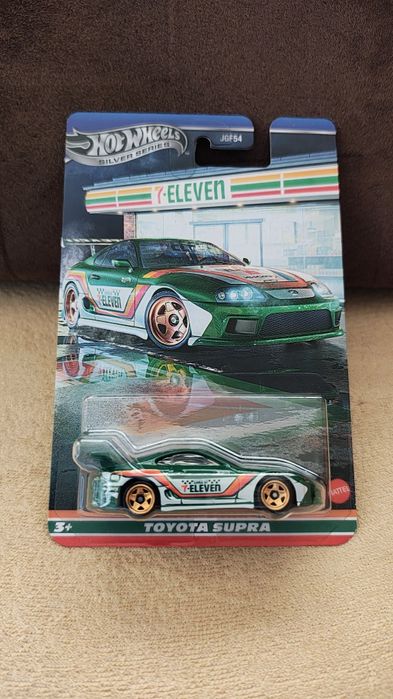 HOT WHEELS
SILVER SERIES
JGF54
7-ELEVEN
7-ELEVEN
7-ELEVEN
3+
TOYOTA SUPRA
MATTEL